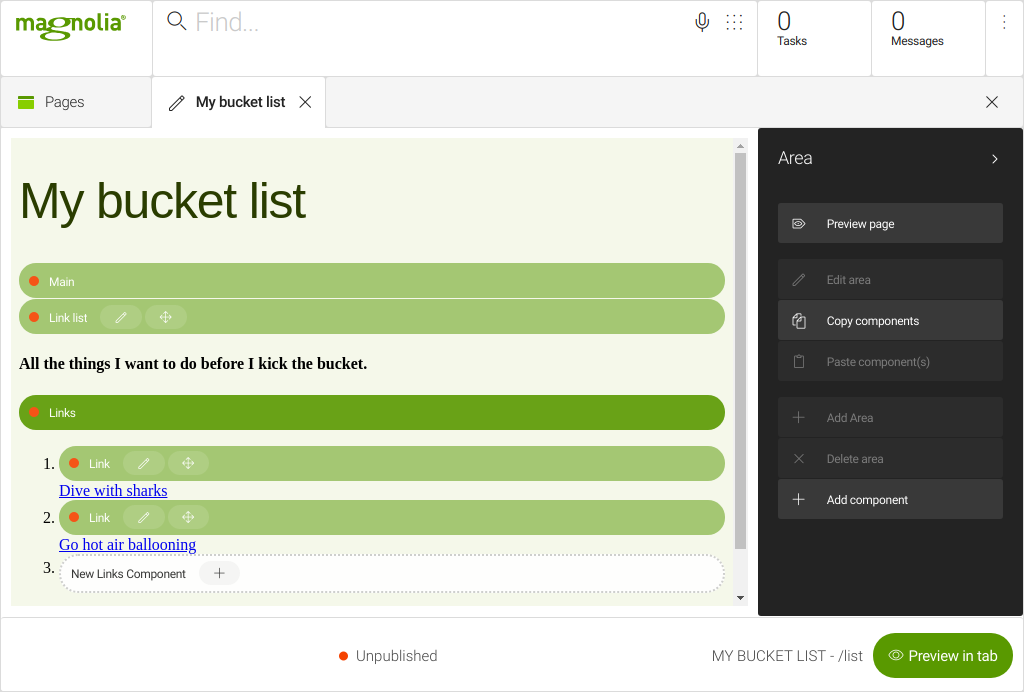 magnolia®
Find...
0
Tasks
0
Messages
Pages
My bucket list
My bucket list
Main
Link list
All the things I want to do before I kick the bucket.
Links
1. Link
Dive with sharks
2. Link
Go hot air ballooning
3. New Links Component
Area
Preview page
Edit area
Copy components
Paste component(s)
Add Area
Delete area
Add component
Unpublished
MY BUCKET LIST - /list
Preview in tab